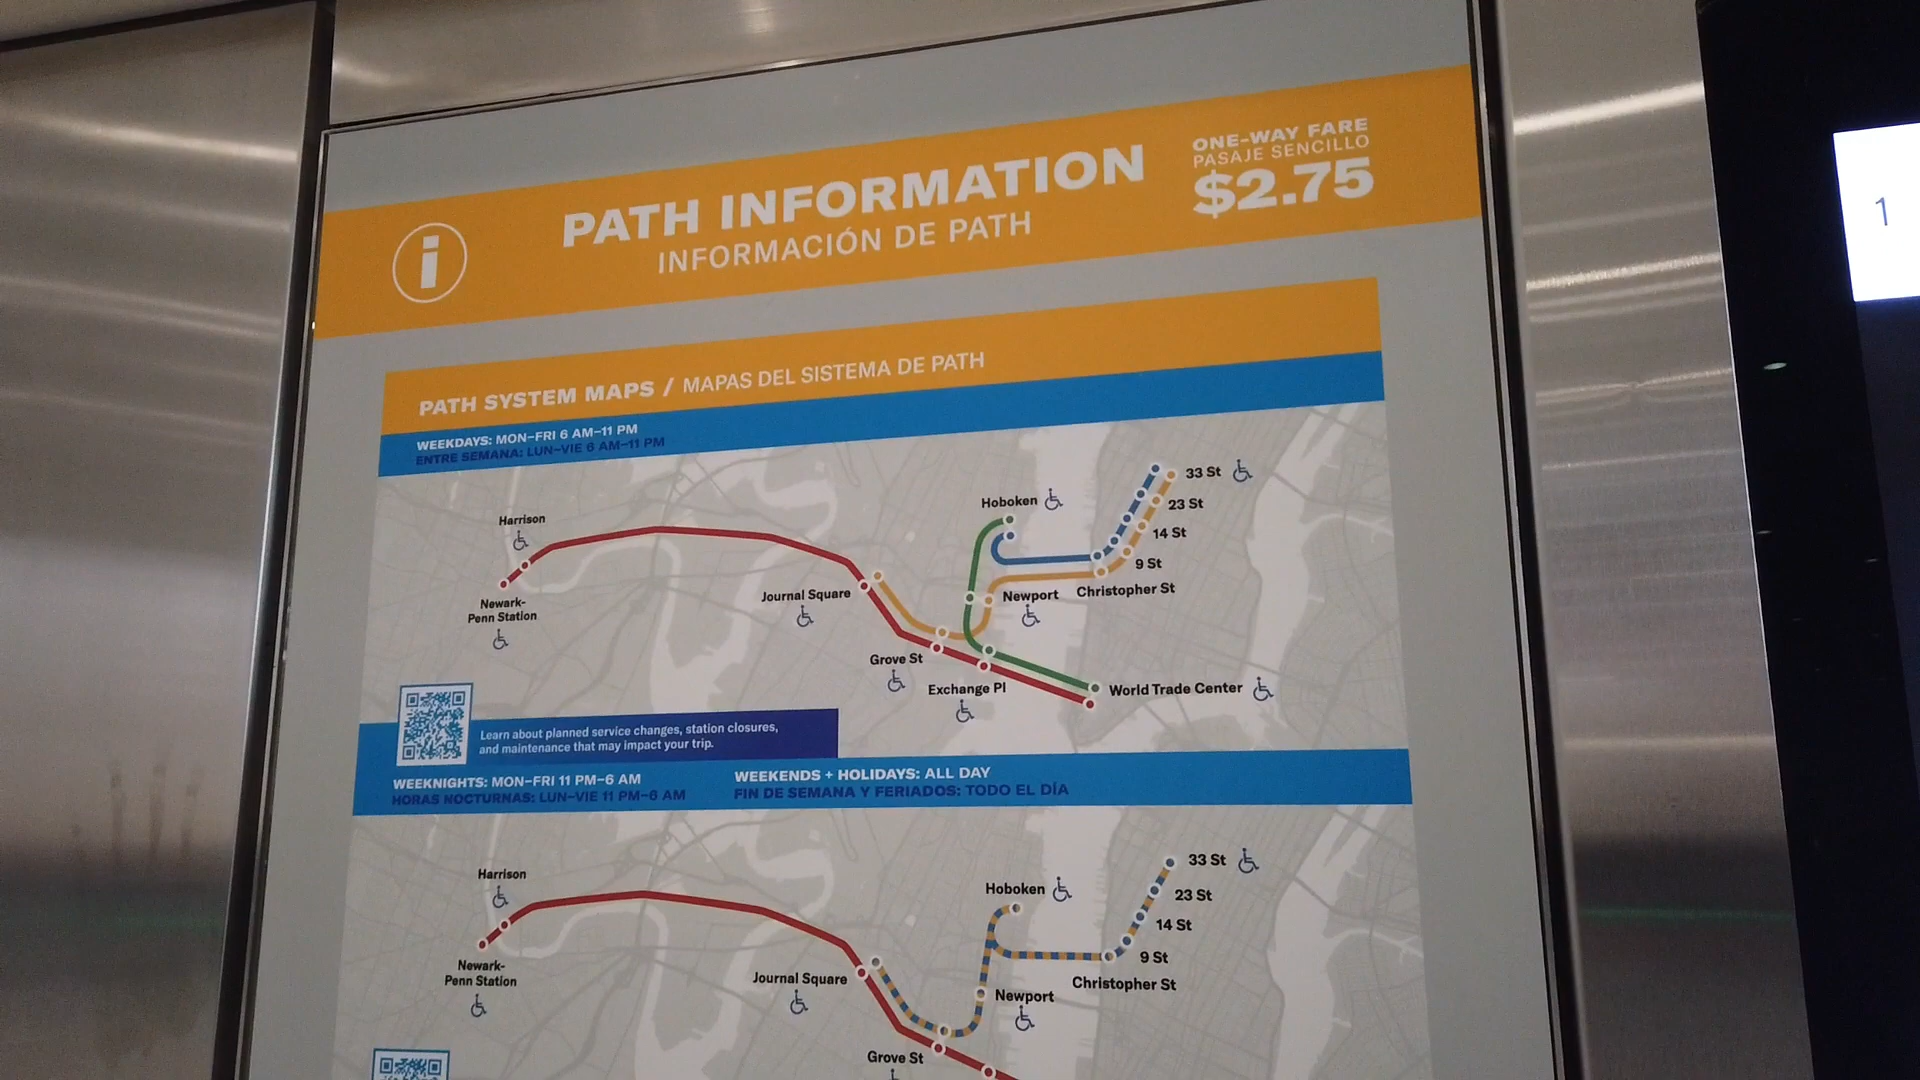 PATH INFORMATION
INFORMACIÓN DE PATH
ONE-WAY FARE
PASAJE SENCILLO
$2.75
1
PATH SYSTEM MAPS / MAPAS DEL SISTEMA DE PATH
WEEKDAYS: MON–FRI 6 AM–11 PM
ENTRE SEMANA: LUN–VIE 6 AM–11 PM
33 St
Hoboken
23 St
Harrison
14 St
9 St
Journal Square
Newport
Christopher St
Newark-
Penn Station
Grove St
Exchange Pl
World Trade Center
Learn about planned service changes, station closures,
and maintenance that may impact your trip.
WEEKNIGHTS: MON–FRI 11 PM–6 AM
HORAS NOCTURNAS: LUN–VIE 11 PM–6 AM
WEEKENDS + HOLIDAYS: ALL DAY
FIN DE SEMANA Y FERIADOS: TODO EL DÍA
33 St
Harrison
Hoboken
23 St
14 St
9 St
Newark-
Penn Station
Journal Square
Christopher St
Newport
Grove St